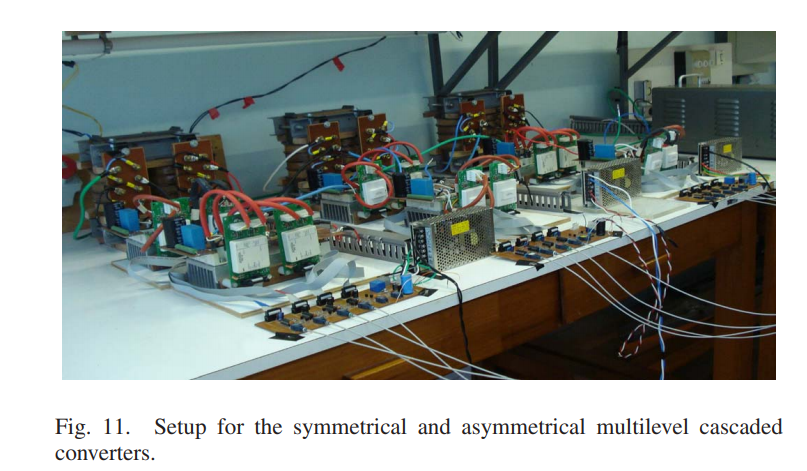 Fig. 11. Setup for the symmetrical and asymmetrical multilevel cascaded
converters.